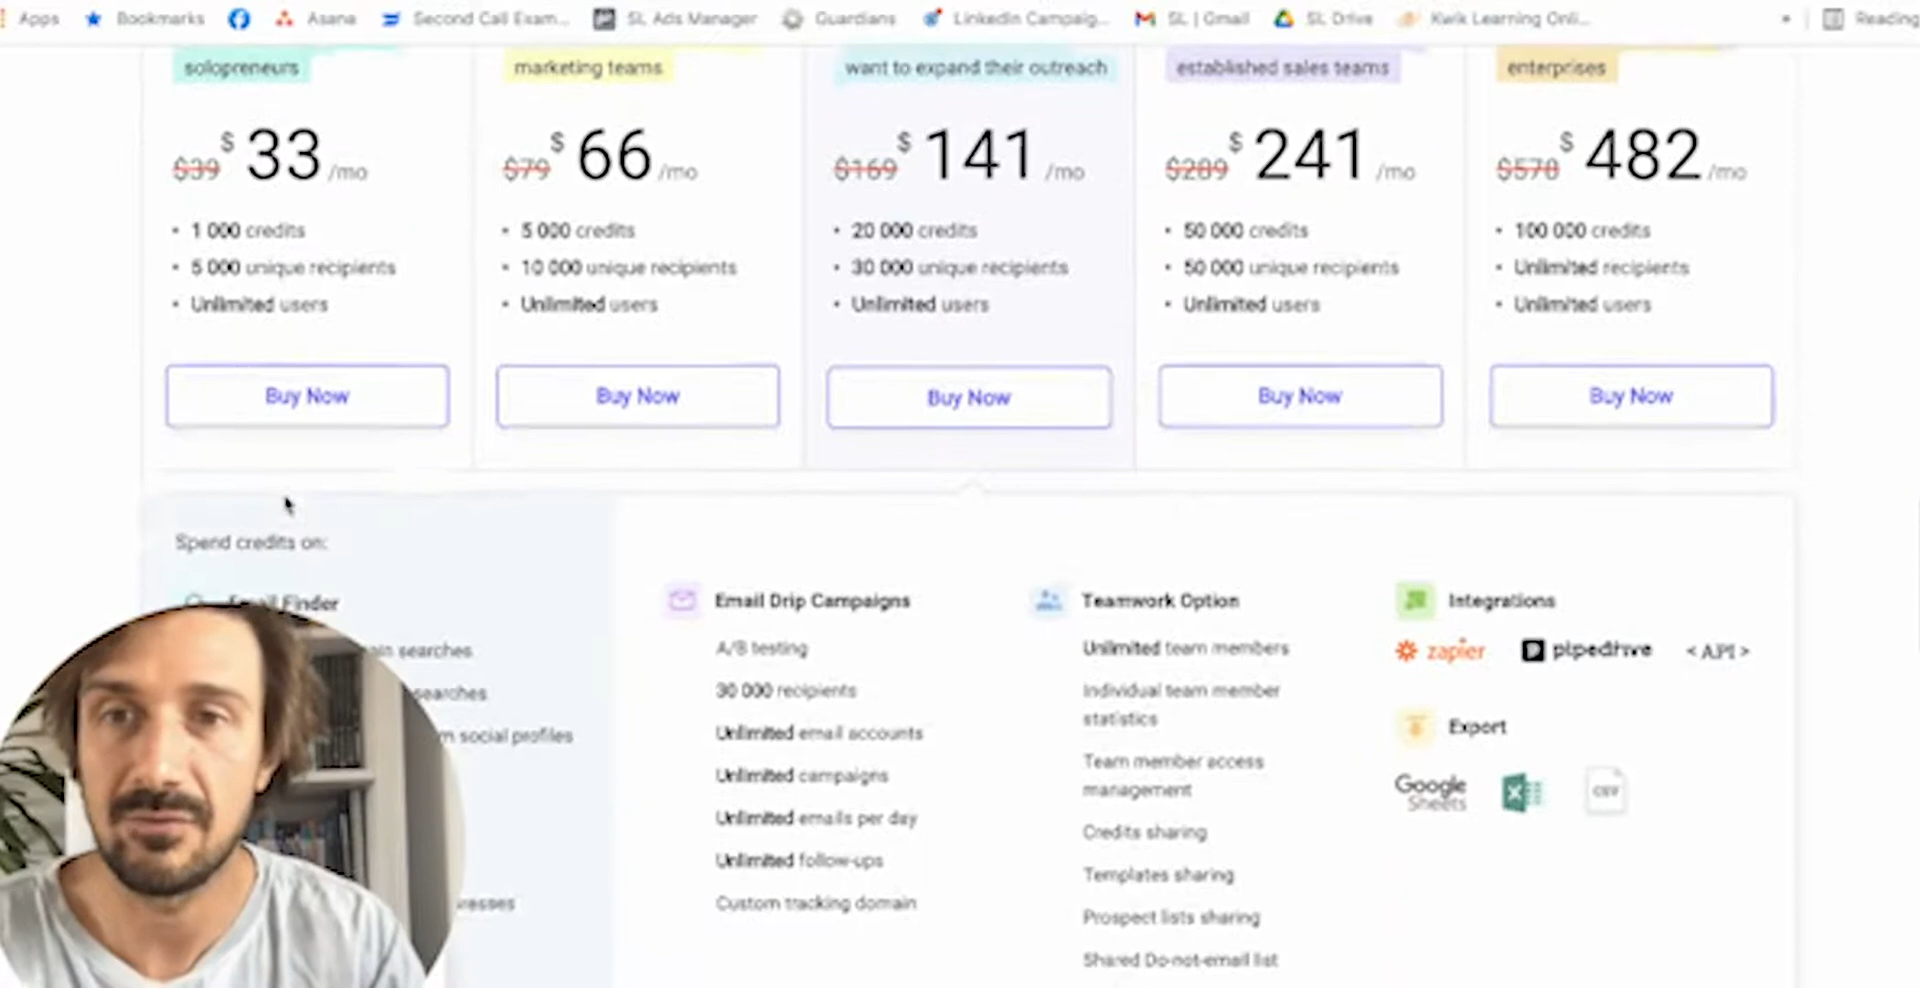 Apps Bookmarks Asana Second Call Exam... SL Ads Manager Guardians LinkedIn Campaig... SL | Gmail SL Drive Kwik Learning Onli... Reading
solopreneurs
marketing teams
want to expand their outreach
established sales teams
enterprises
$39 $ 33 /mo
$79 $ 66 /mo
$169 $ 141 /mo
$289 $ 241 /mo
$578 $ 482 /mo
• 1 000 credits
• 5 000 unique recipients
• Unlimited users
• 5 000 credits
• 10 000 unique recipients
• Unlimited users
• 20 000 credits
• 30 000 unique recipients
• Unlimited users
• 50 000 credits
• 50 000 unique recipients
• Unlimited users
• 100 000 credits
• Unlimited recipients
• Unlimited users
Buy Now
Buy Now
Buy Now
Buy Now
Buy Now
Spend credits on:
Email Finder
searches
searches
social profiles
Email Drip Campaigns
A/B testing
30 000 recipients
Unlimited email accounts
Unlimited campaigns
Unlimited emails per day
Unlimited follow-ups
Custom tracking domain
Teamwork Option
Unlimited team members
Individual team member
statistics
Team member access
management
Credits sharing
Templates sharing
Prospect lists sharing
Shared Do-not-email list
Integrations
zapier pipedrive < API >
Export
Google
Sheets
CSV